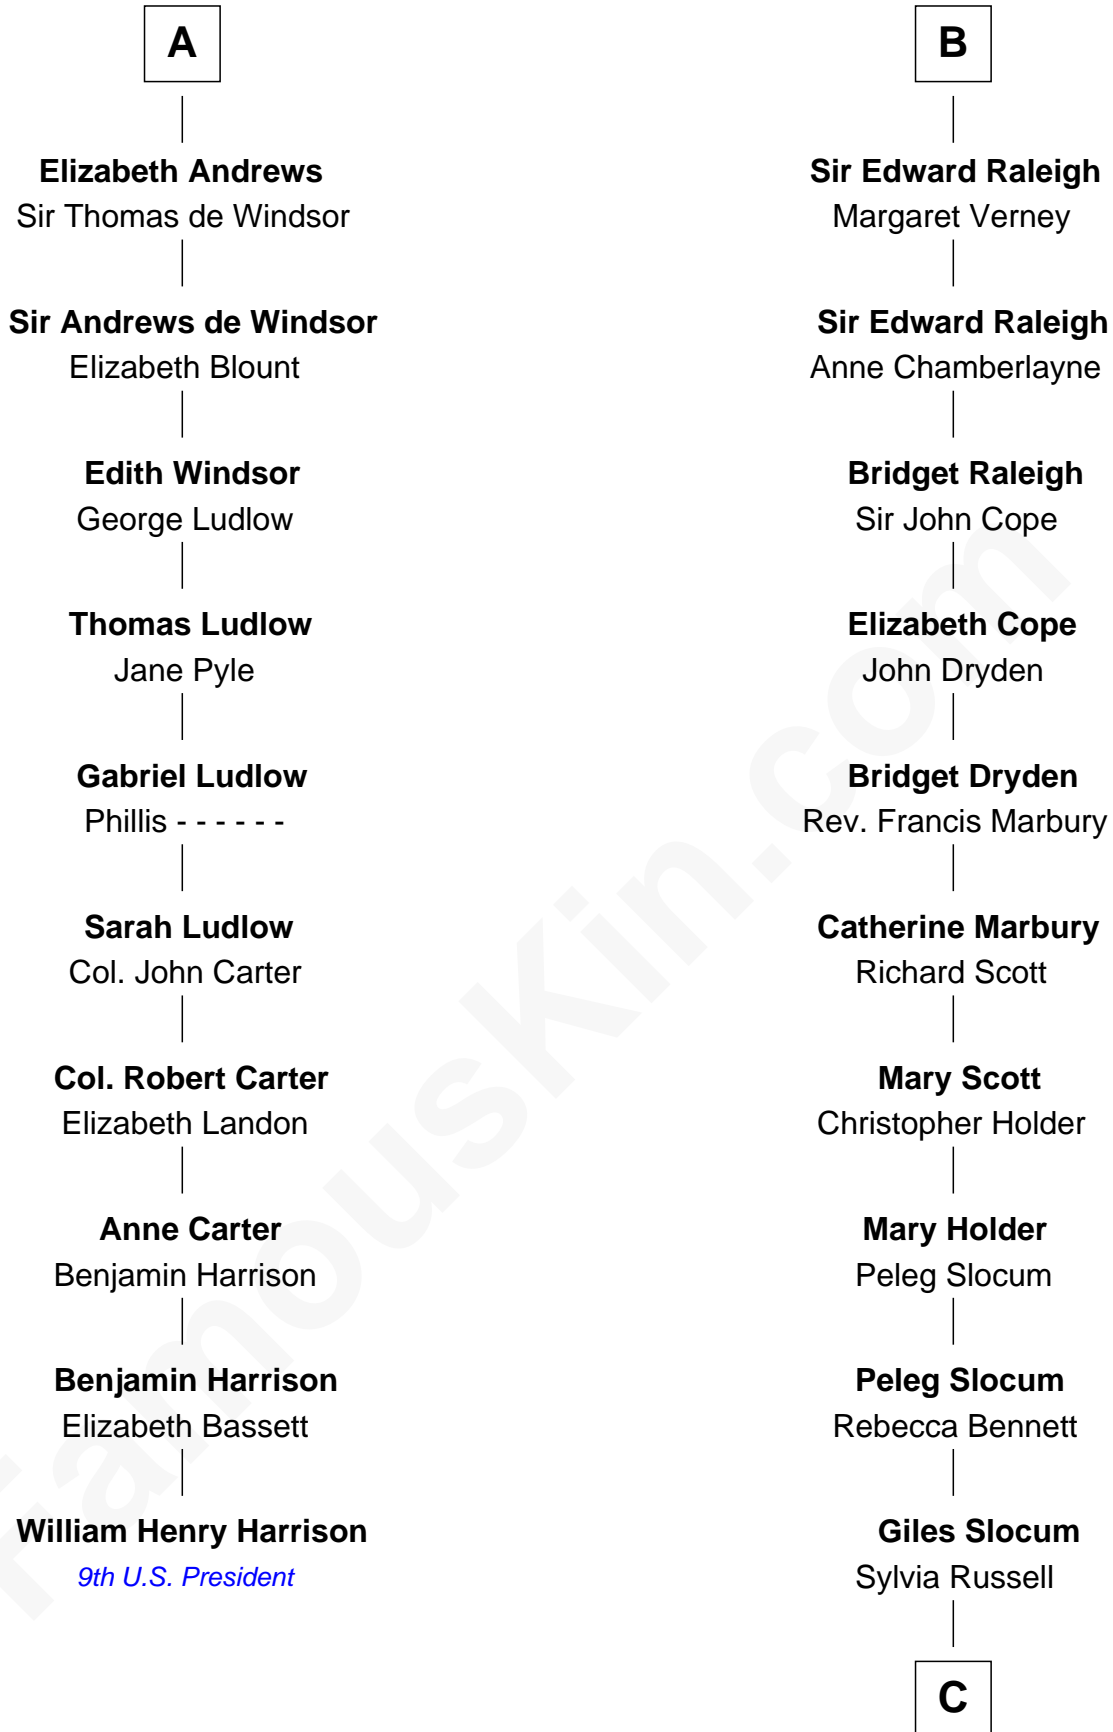 A
Elizabeth Andrews
Sir Thomas de Windsor
Sir Andrews de Windsor
Elizabeth Blount
Edith Windsor
George Ludlow
Thomas Ludlow
Jane Pyle
Gabriel Ludlow
Phillis - - - - - -
Sarah Ludlow
Col. John Carter
Col. Robert Carter
Elizabeth Landon
Anne Carter
Benjamin Harrison
Benjamin Harrison
Elizabeth Bassett
William Henry Harrison
9th U.S. President
B
Sir Edward Raleigh
Margaret Verney
Sir Edward Raleigh
Anne Chamberlayne
Bridget Raleigh
Sir John Cope
Elizabeth Cope
John Dryden
Bridget Dryden
Rev. Francis Marbury
Catherine Marbury
Richard Scott
Mary Scott
Christopher Holder
Mary Holder
Peleg Slocum
Peleg Slocum
Rebecca Bennett
Giles Slocum
Sylvia Russell
C
FamousKin.com